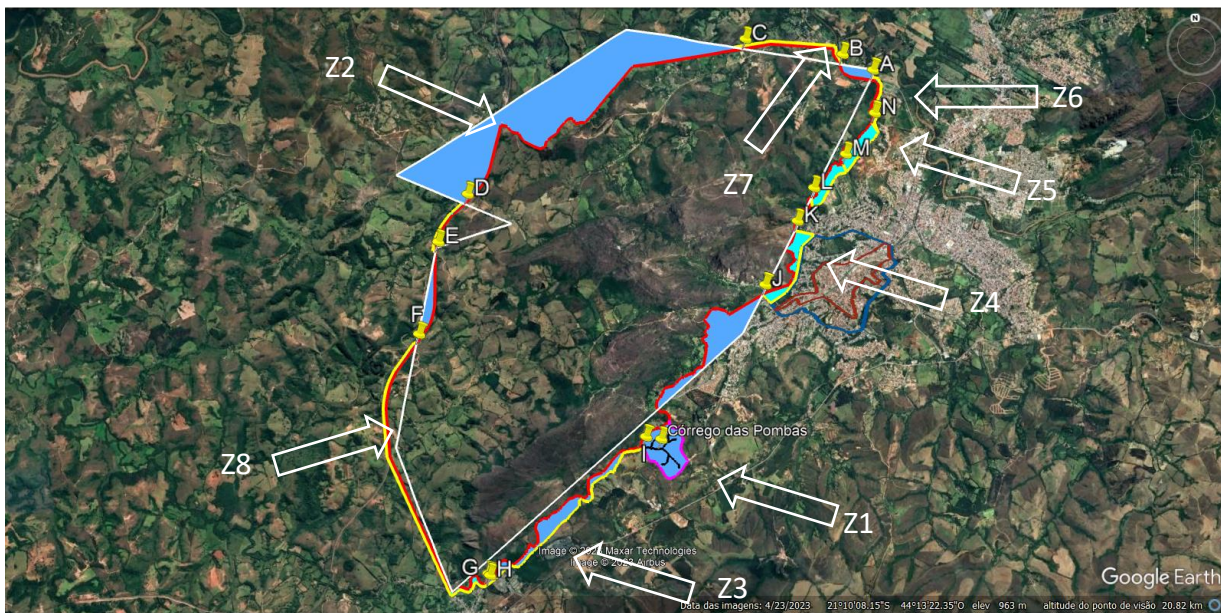 C
B
A
Z2
Z6
N
M
Z5
Z7
L
D
K
E
J
Z4
F
Córrego das Pombas
I
Z8
Z1
G
H
Image © 2023 Maxar Technologies
Image © 2023 Airbus
Z3
Google Earth
Data das imagens: 4/23/2023 21°10'08.15"S 44°13'22.35"O elev 963 m altitude do ponto de visão 20.82 km
N